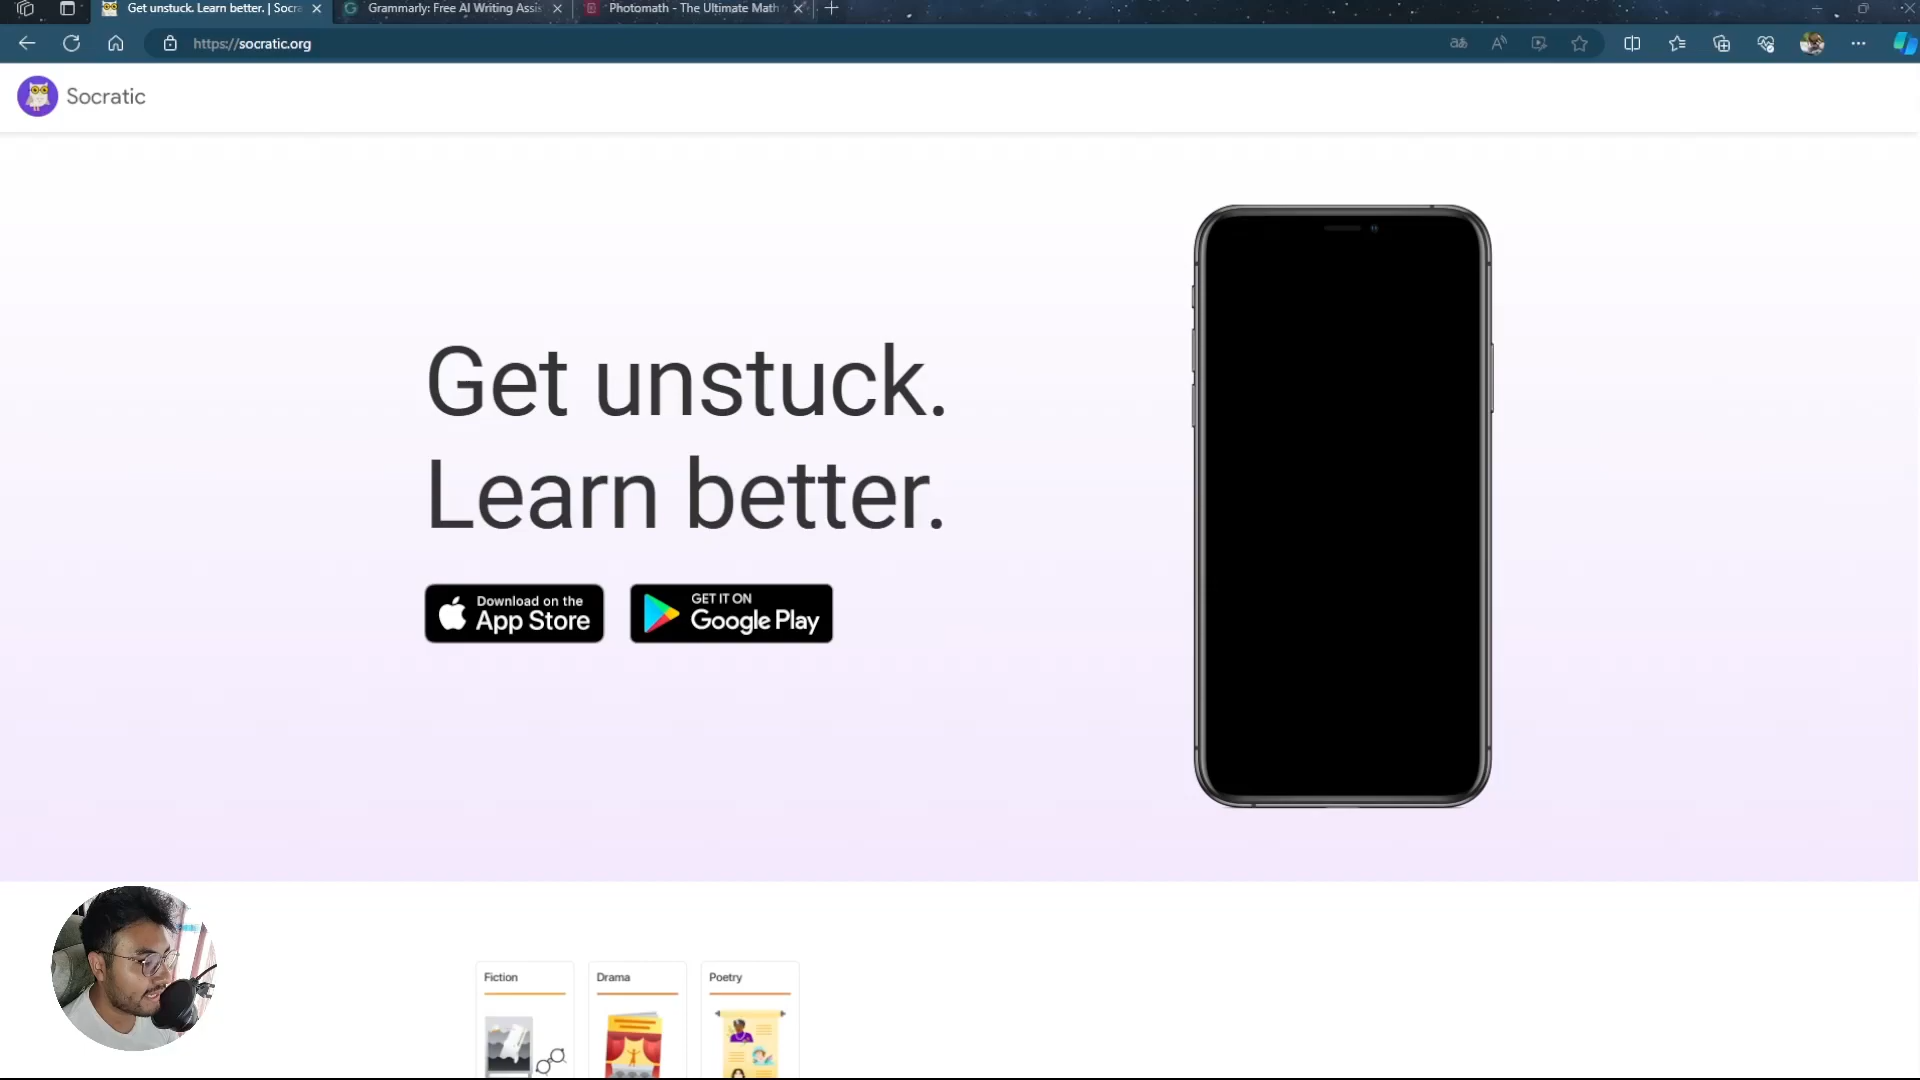 Get unstuck. Learn better. | Socra
Grammarly: Free AI Writing Assis
Photomath - The Ultimate Math
https://socratic.org
Socratic
Get unstuck.
Learn better.
Download on the
App Store
GET IT ON
Google Play
Fiction
Drama
Poetry